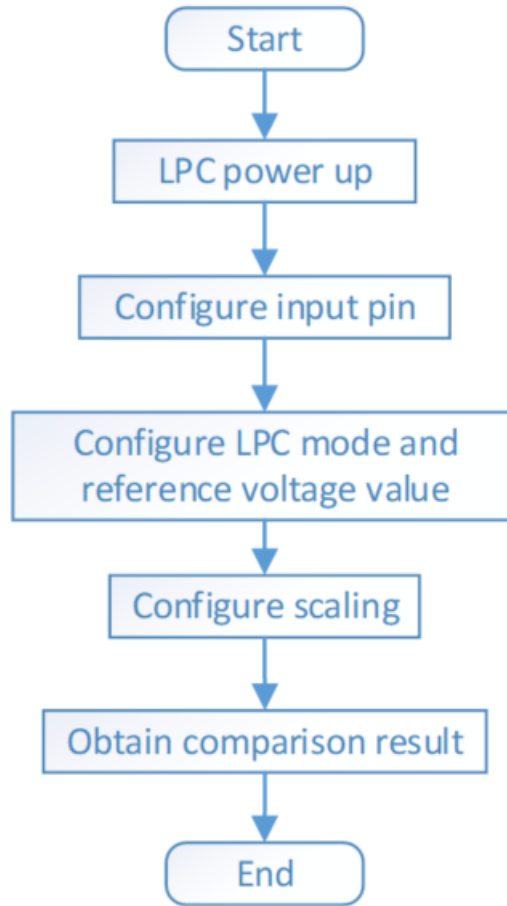 Start
LPC power up
Configure input pin
Configure LPC mode and
reference voltage value
Configure scaling
Obtain comparison result
End